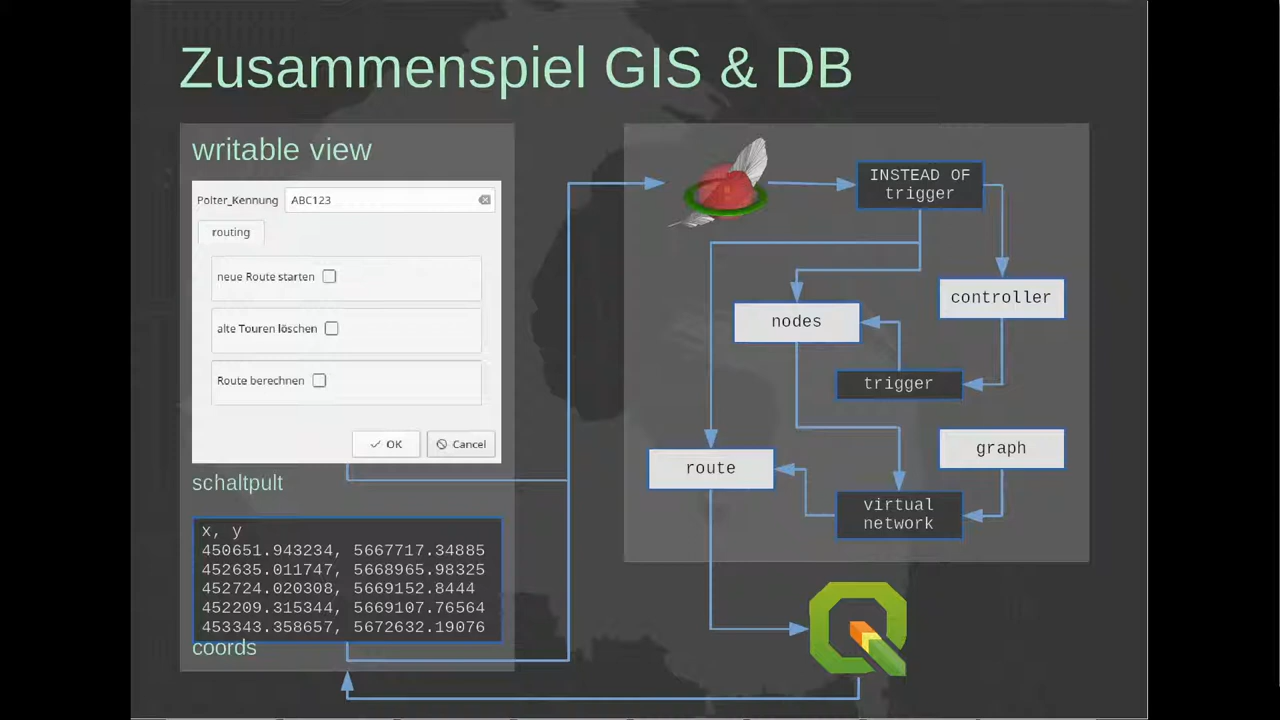 Zusammenspiel GIS & DB
writable view
Polter_Kennung
ABC123
routing
neue Route starten
alte Touren löschen
Route berechnen
OK
Cancel
schaltpult
x, y
450651.943234, 5667717.34885
452635.011747, 5668965.98325
452724.020308, 5669152.8444
452209.315344, 5669107.76564
453343.358657, 5672632.19076
coords
INSTEAD OF
trigger
controller
nodes
trigger
graph
route
virtual
network